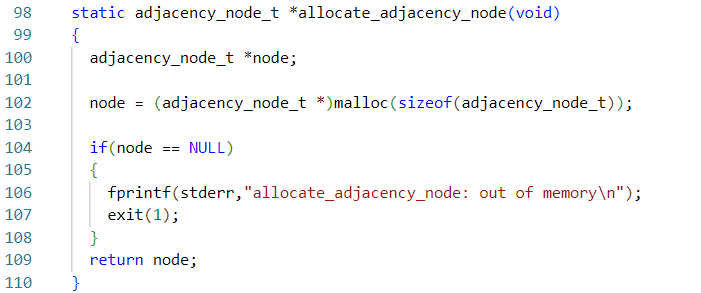 98 static adjacency_node_t *allocate_adjacency_node(void)
99 {
100 adjacency_node_t *node;
101
102 node = (adjacency_node_t *)malloc(sizeof(adjacency_node_t));
103
104 if(node == NULL)
105 {
106 fprintf(stderr,"allocate_adjacency_node: out of memory\n");
107 exit(1);
108 }
109 return node;
110 }